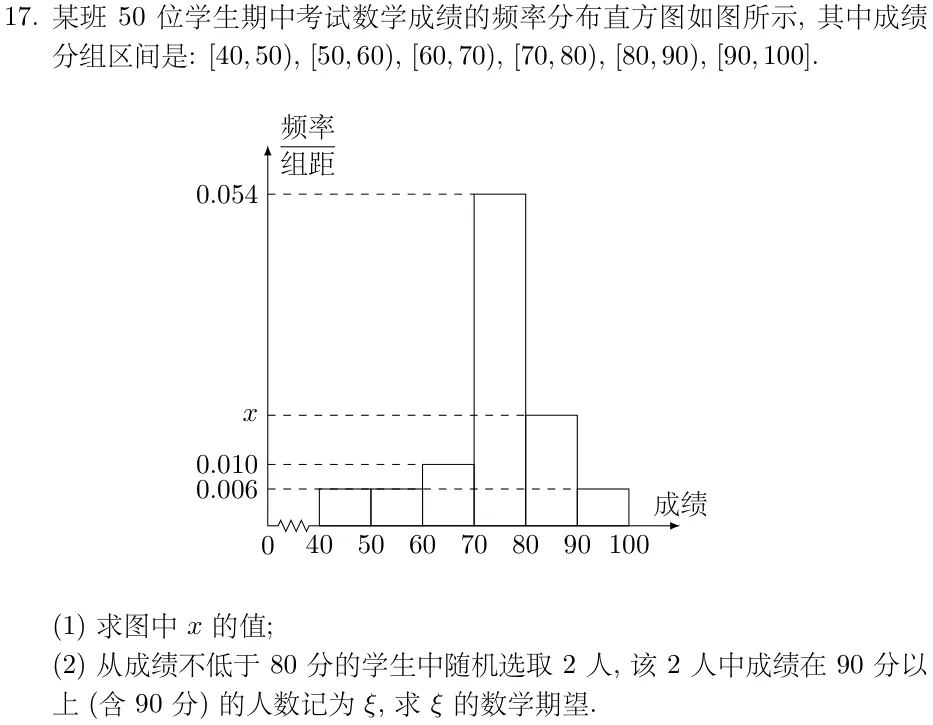 17. 某班 50 位学生期中考试数学成绩的频率分布直方图如图所示, 其中成绩
分组区间是: [40, 50), [50, 60), [60, 70), [70, 80), [80, 90), [90, 100].
频率
组距
0.054
x
0.010
0.006
成绩
0 40 50 60 70 80 90 100
(1) 求图中 x 的值;
(2) 从成绩不低于 80 分的学生中随机选取 2 人, 该 2 人中成绩在 90 分以
上 (含 90 分) 的人数记为 ξ, 求 ξ 的数学期望.